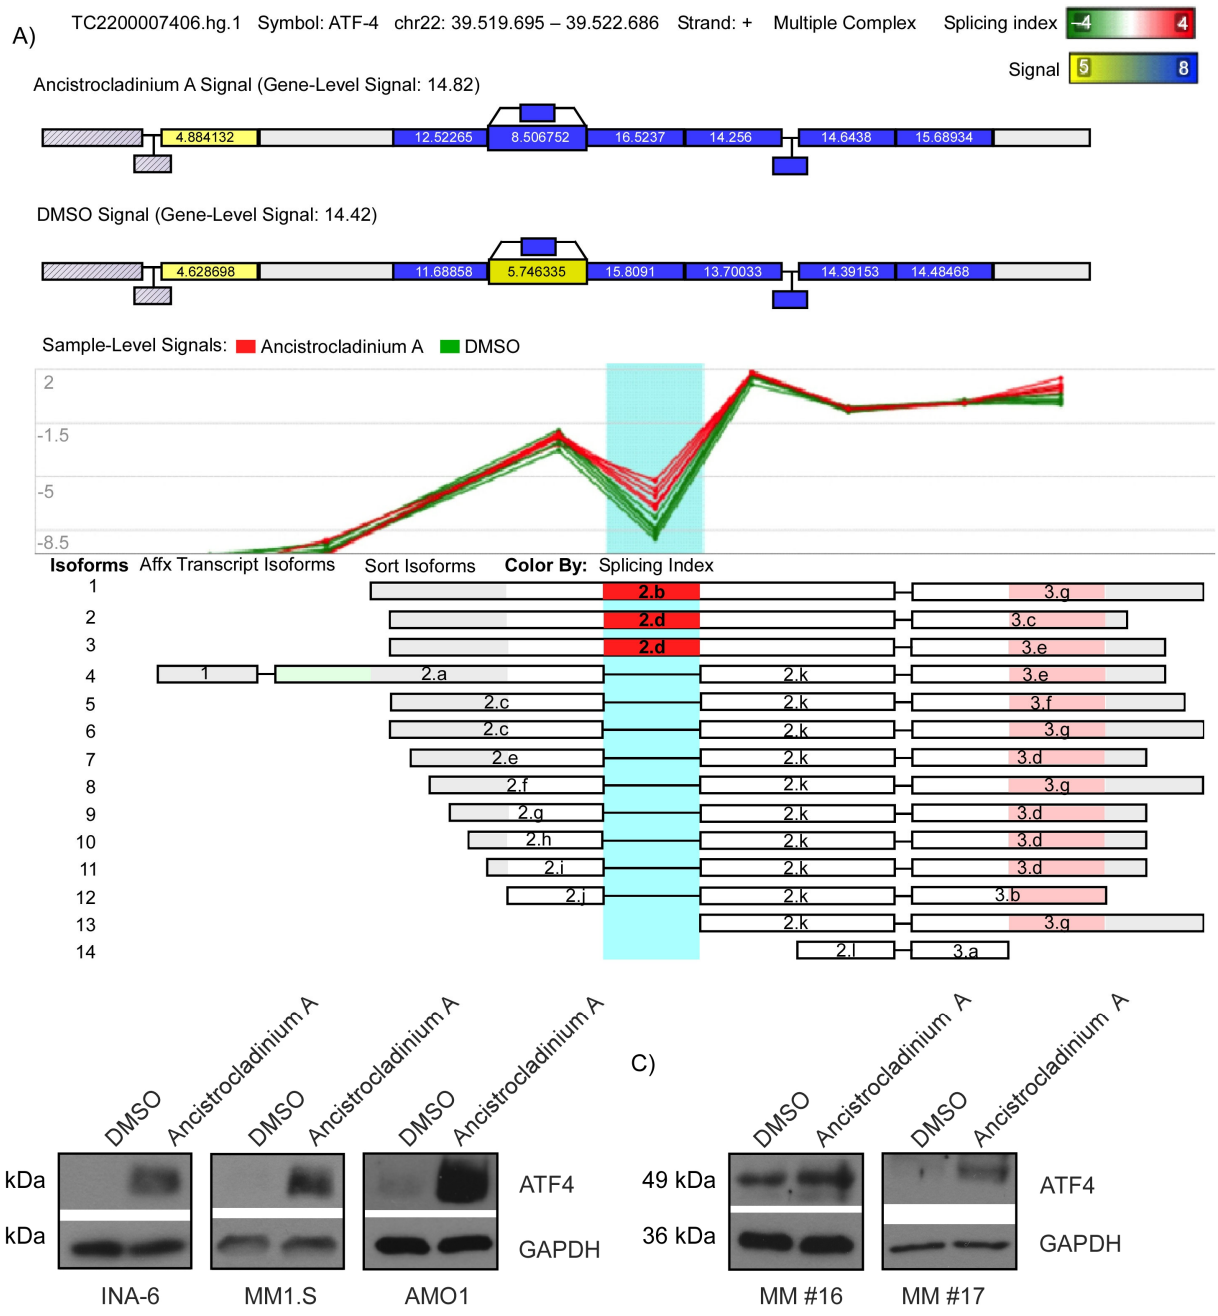 A)
TC2200007406.hg.1 Symbol: ATF-4 chr22: 39.519.695 – 39.522.686 Strand: + Multiple Complex Splicing index -4 4
Signal 5 8
Ancistrocladinium A Signal (Gene-Level Signal: 14.82)
4.884132 12.52265 8.506752 16.5237 14.256 14.6438 15.68934
DMSO Signal (Gene-Level Signal: 14.42)
4.628698 11.68858 5.746335 15.8091 13.70033 14.39153 14.48468
Sample-Level Signals: Ancistrocladinium A DMSO
2
-1.5
-5
-8.5
Isoforms Affx Transcript Isoforms Sort Isoforms Color By: Splicing Index
1 2.b 3.g
2 2.d 3.c
3 2.d 3.e
4 1 2.a 2.k 3.e
5 2.c 2.k 3.f
6 2.c 2.k 3.g
7 2.e 2.k 3.d
8 2.f 2.k 3.g
9 2.g 2.k 3.d
10 2.h 2.k 3.d
11 2.i 2.k 3.d
12 2.j 2.k 3.b
13 2.k 3.g
14 2.l 3.a
DMSO Ancistrocladinium A DMSO Ancistrocladinium A DMSO Ancistrocladinium A
kDa ATF4
kDa GAPDH
INA-6 MM1.S AMO1
C)
DMSO Ancistrocladinium A DMSO Ancistrocladinium A
49 kDa ATF4
36 kDa GAPDH
MM #16 MM #17